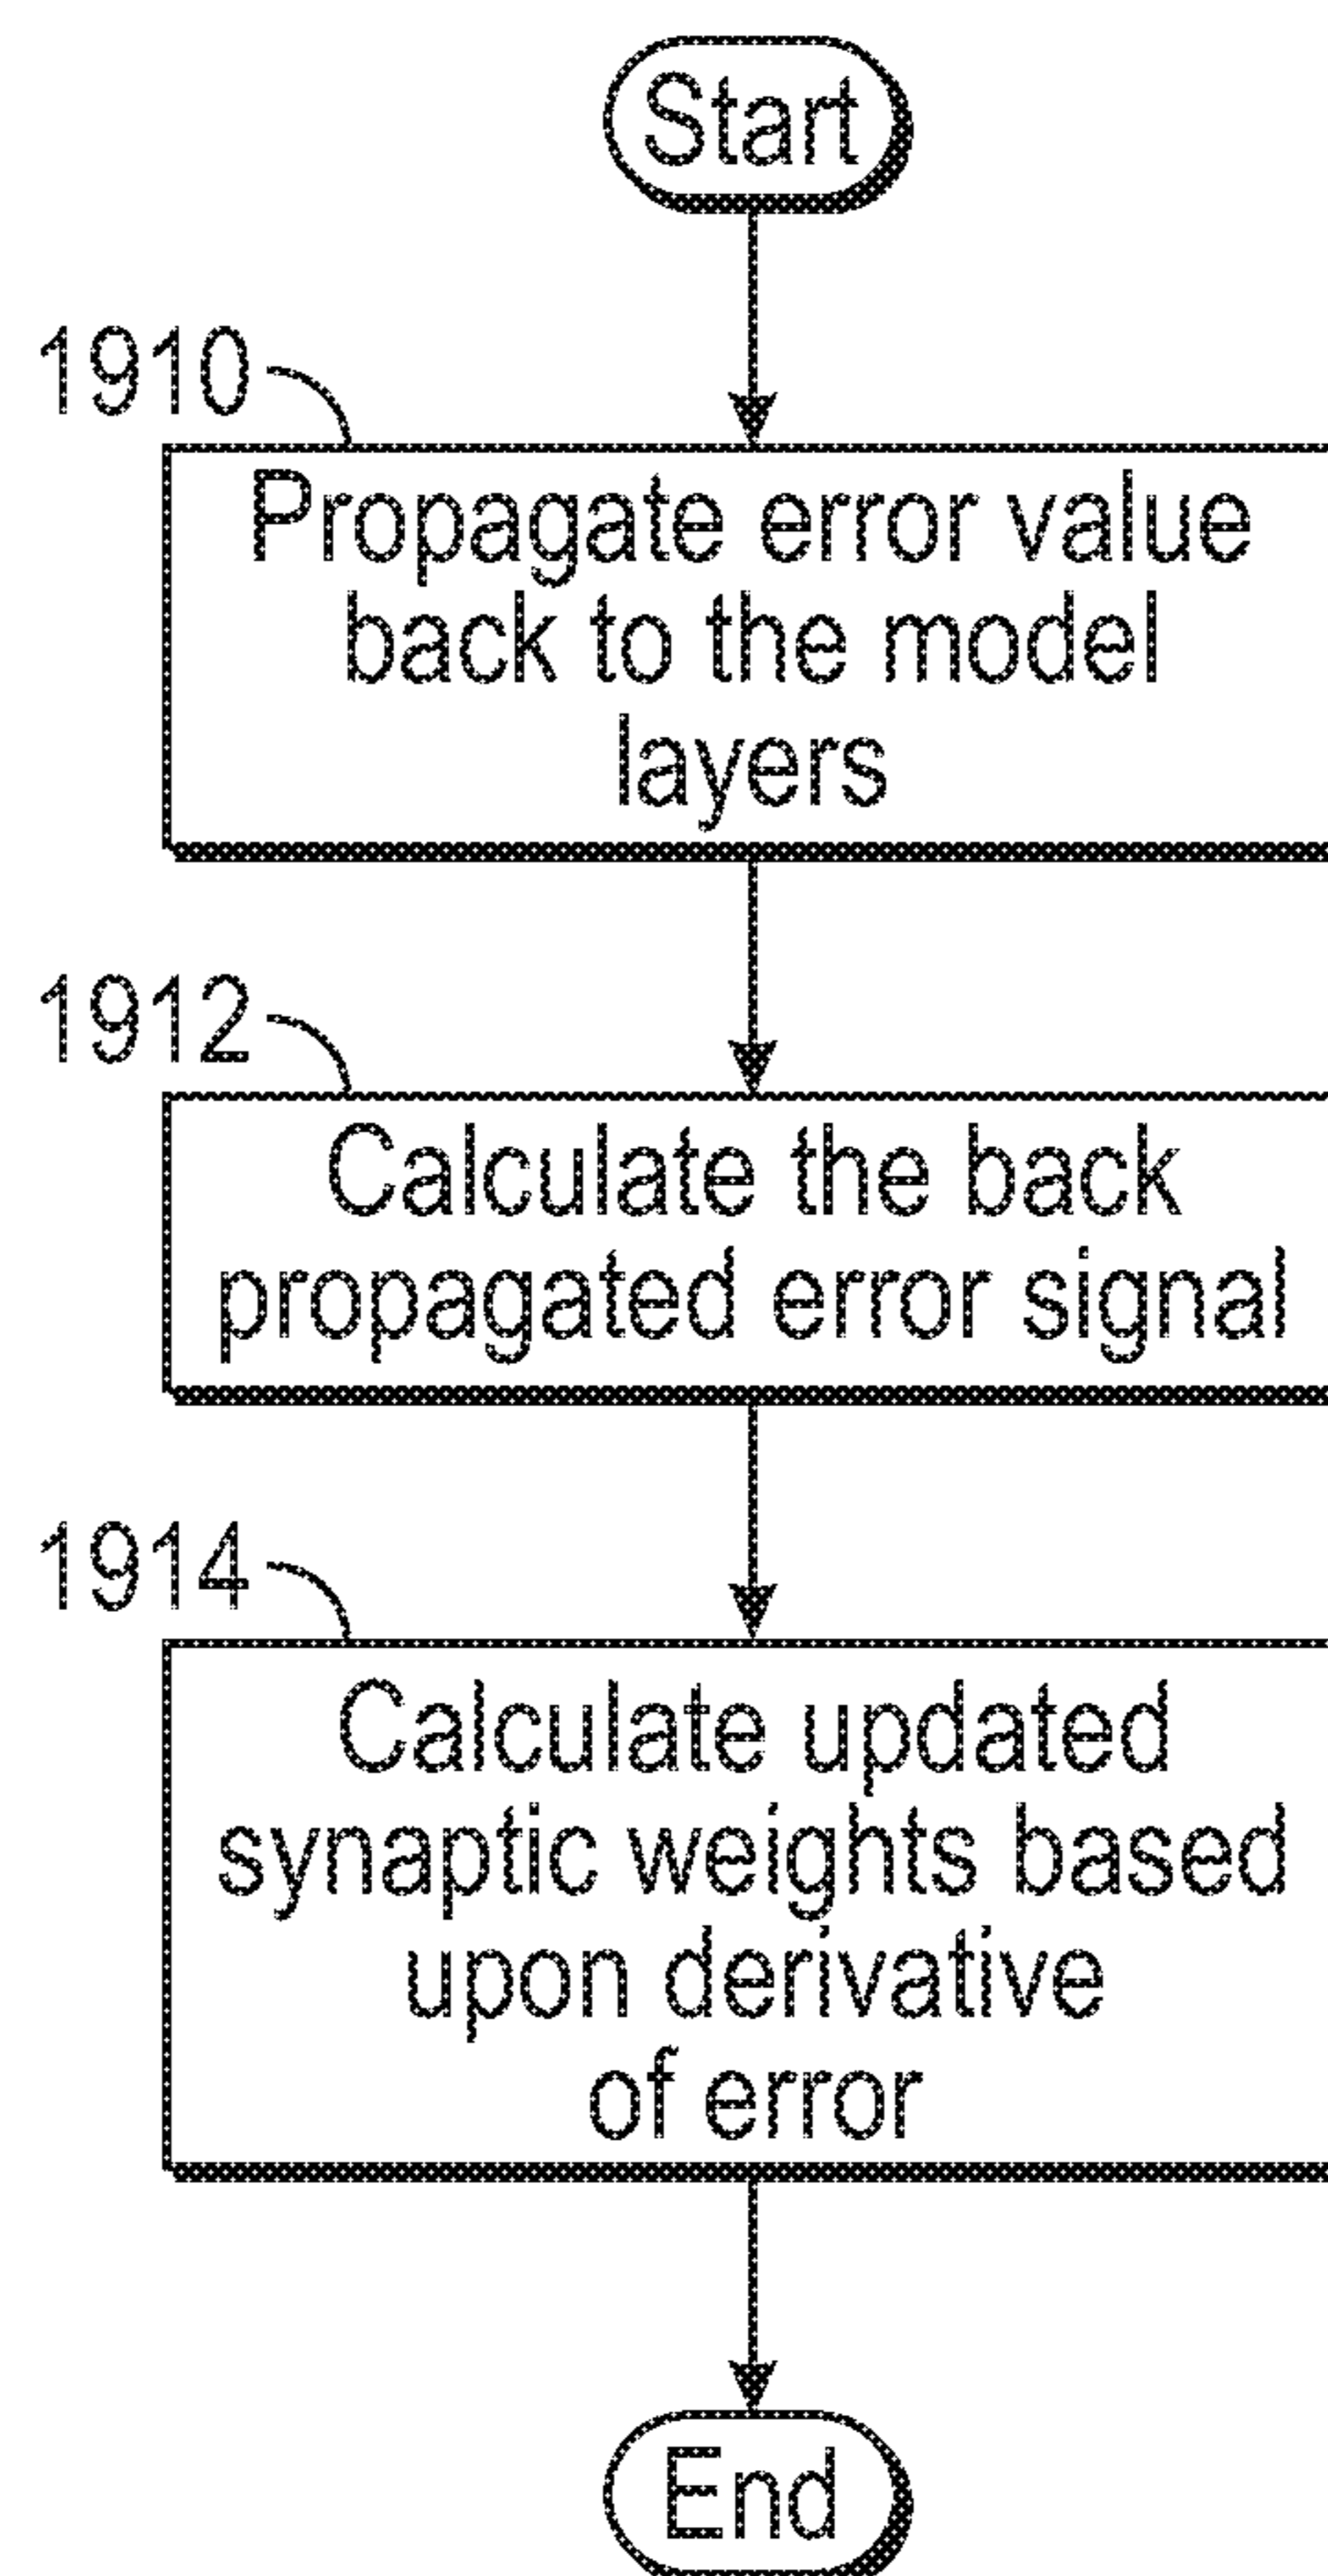 Start
1910
Propagate error value
back to the model
layers
1912
Calculate the back
propagated error signal
1914
Calculate updated
synaptic weights based
upon derivative
of error
End